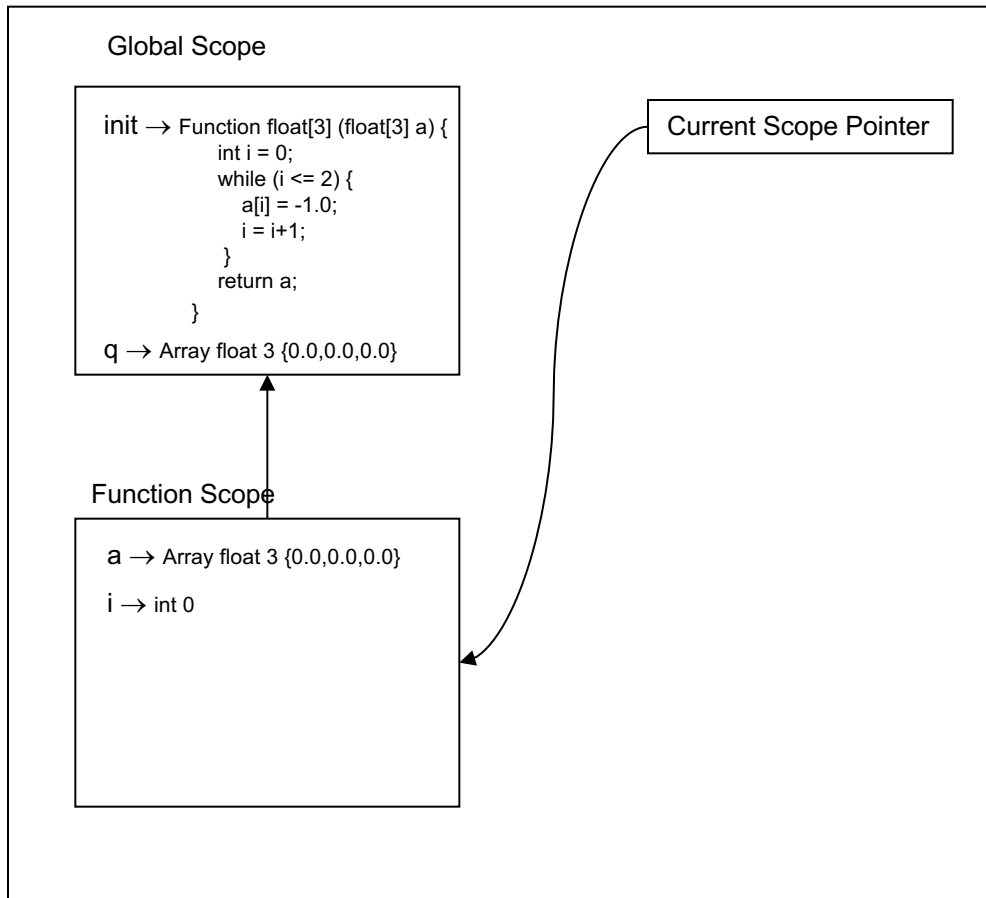 Global Scope
init → Function float[3] (float[3] a) {
int i = 0;
while (i <= 2) {
a[i] = -1.0;
i = i+1;
}
return a;
}
q → Array float 3 {0.0,0.0,0.0}
Current Scope Pointer
Function Scope
a → Array float 3 {0.0,0.0,0.0}
i → int 0